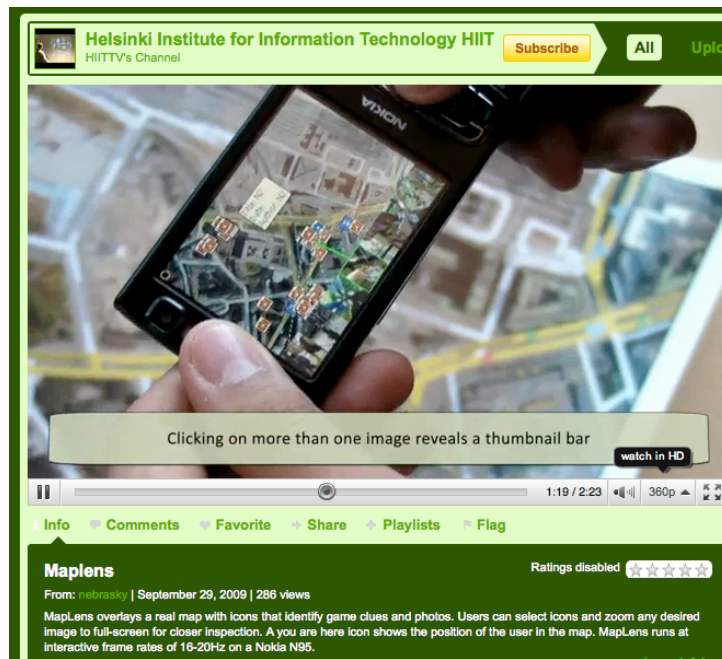 Helsinki Institute for Information Technology HIIT
HIITTV's Channel
Subscribe
All
Uplo
NOKIA
Clicking on more than one image reveals a thumbnail bar
watch in HD
1:19 / 2:23
360p
Info
Comments
Favorite
Share
Playlists
Flag
Maplens
Ratings disabled
From: nebrasky | September 29, 2009 | 286 views
MapLens overlays a real map with icons that identify game clues and photos. Users can select icons and zoom any desired
image to full-screen for closer inspection. A you are here icon shows the position of the user in the map. MapLens runs at
interactive frame rates of 16-20Hz on a Nokia N95.